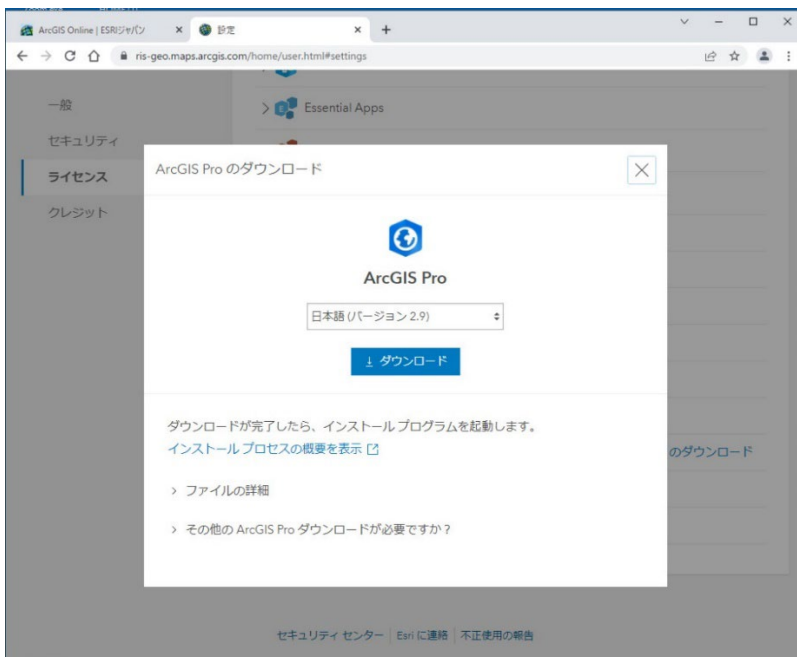 ArcGIS Online | ESRIジャパン
設定
ris-geo.maps.arcgis.com/home/user.html#settings
一般
Essential Apps
セキュリティ
ライセンス
クレジット
ArcGIS Pro のダウンロード
ArcGIS Pro
日本語 (バージョン 2.9)
ダウンロード
ダウンロードが完了したら、インストール プログラムを起動します。
インストール プロセスの概要を表示
のダウンロード
ファイルの詳細
その他の ArcGIS Pro ダウンロードが必要ですか？
セキュリティ センター | Esri に連絡 | 不正使用の報告